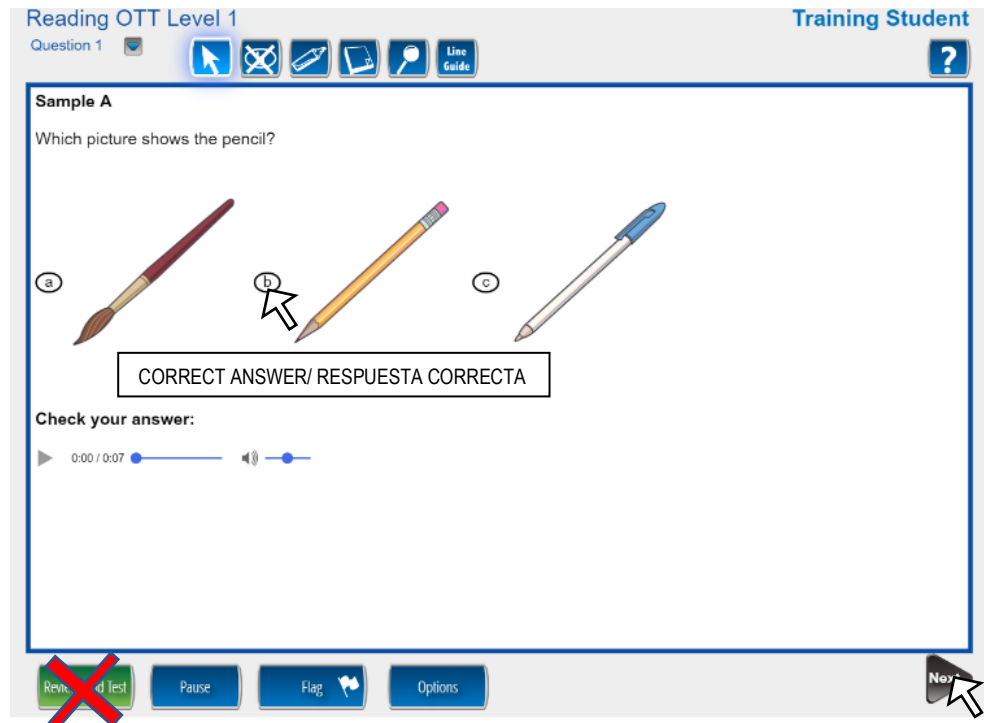 Reading OTT Level 1
Training Student
Question 1
Line
Guide
?
Sample A
Which picture shows the pencil?
a
b
c
CORRECT ANSWER/ RESPUESTA CORRECTA
Check your answer:
0:00 / 0:07
Test
Pause
Flag
Options